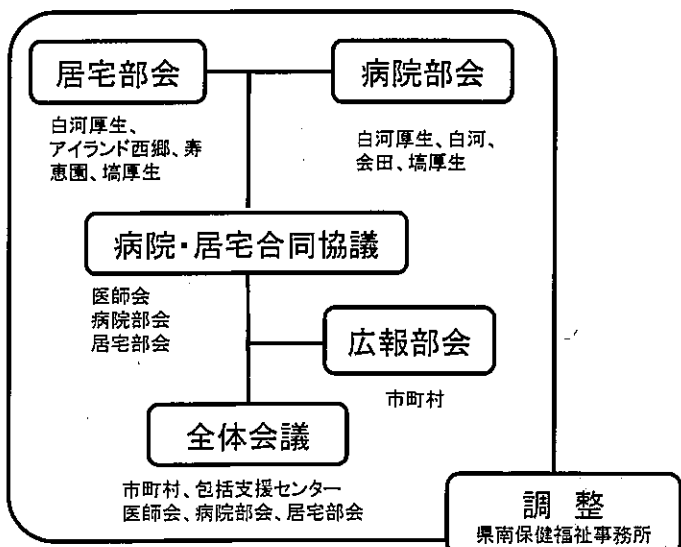 居宅部会
病院部会
白河厚生、
アイランド西郷、寿
恵園、塙厚生
白河厚生、白河、
会田、塙厚生
病院・居宅合同協議
医師会
病院部会
居宅部会
広報部会
市町村
全体会議
市町村、包括支援センター
医師会、病院部会、居宅部会
調 整
県南保健福祉事務所